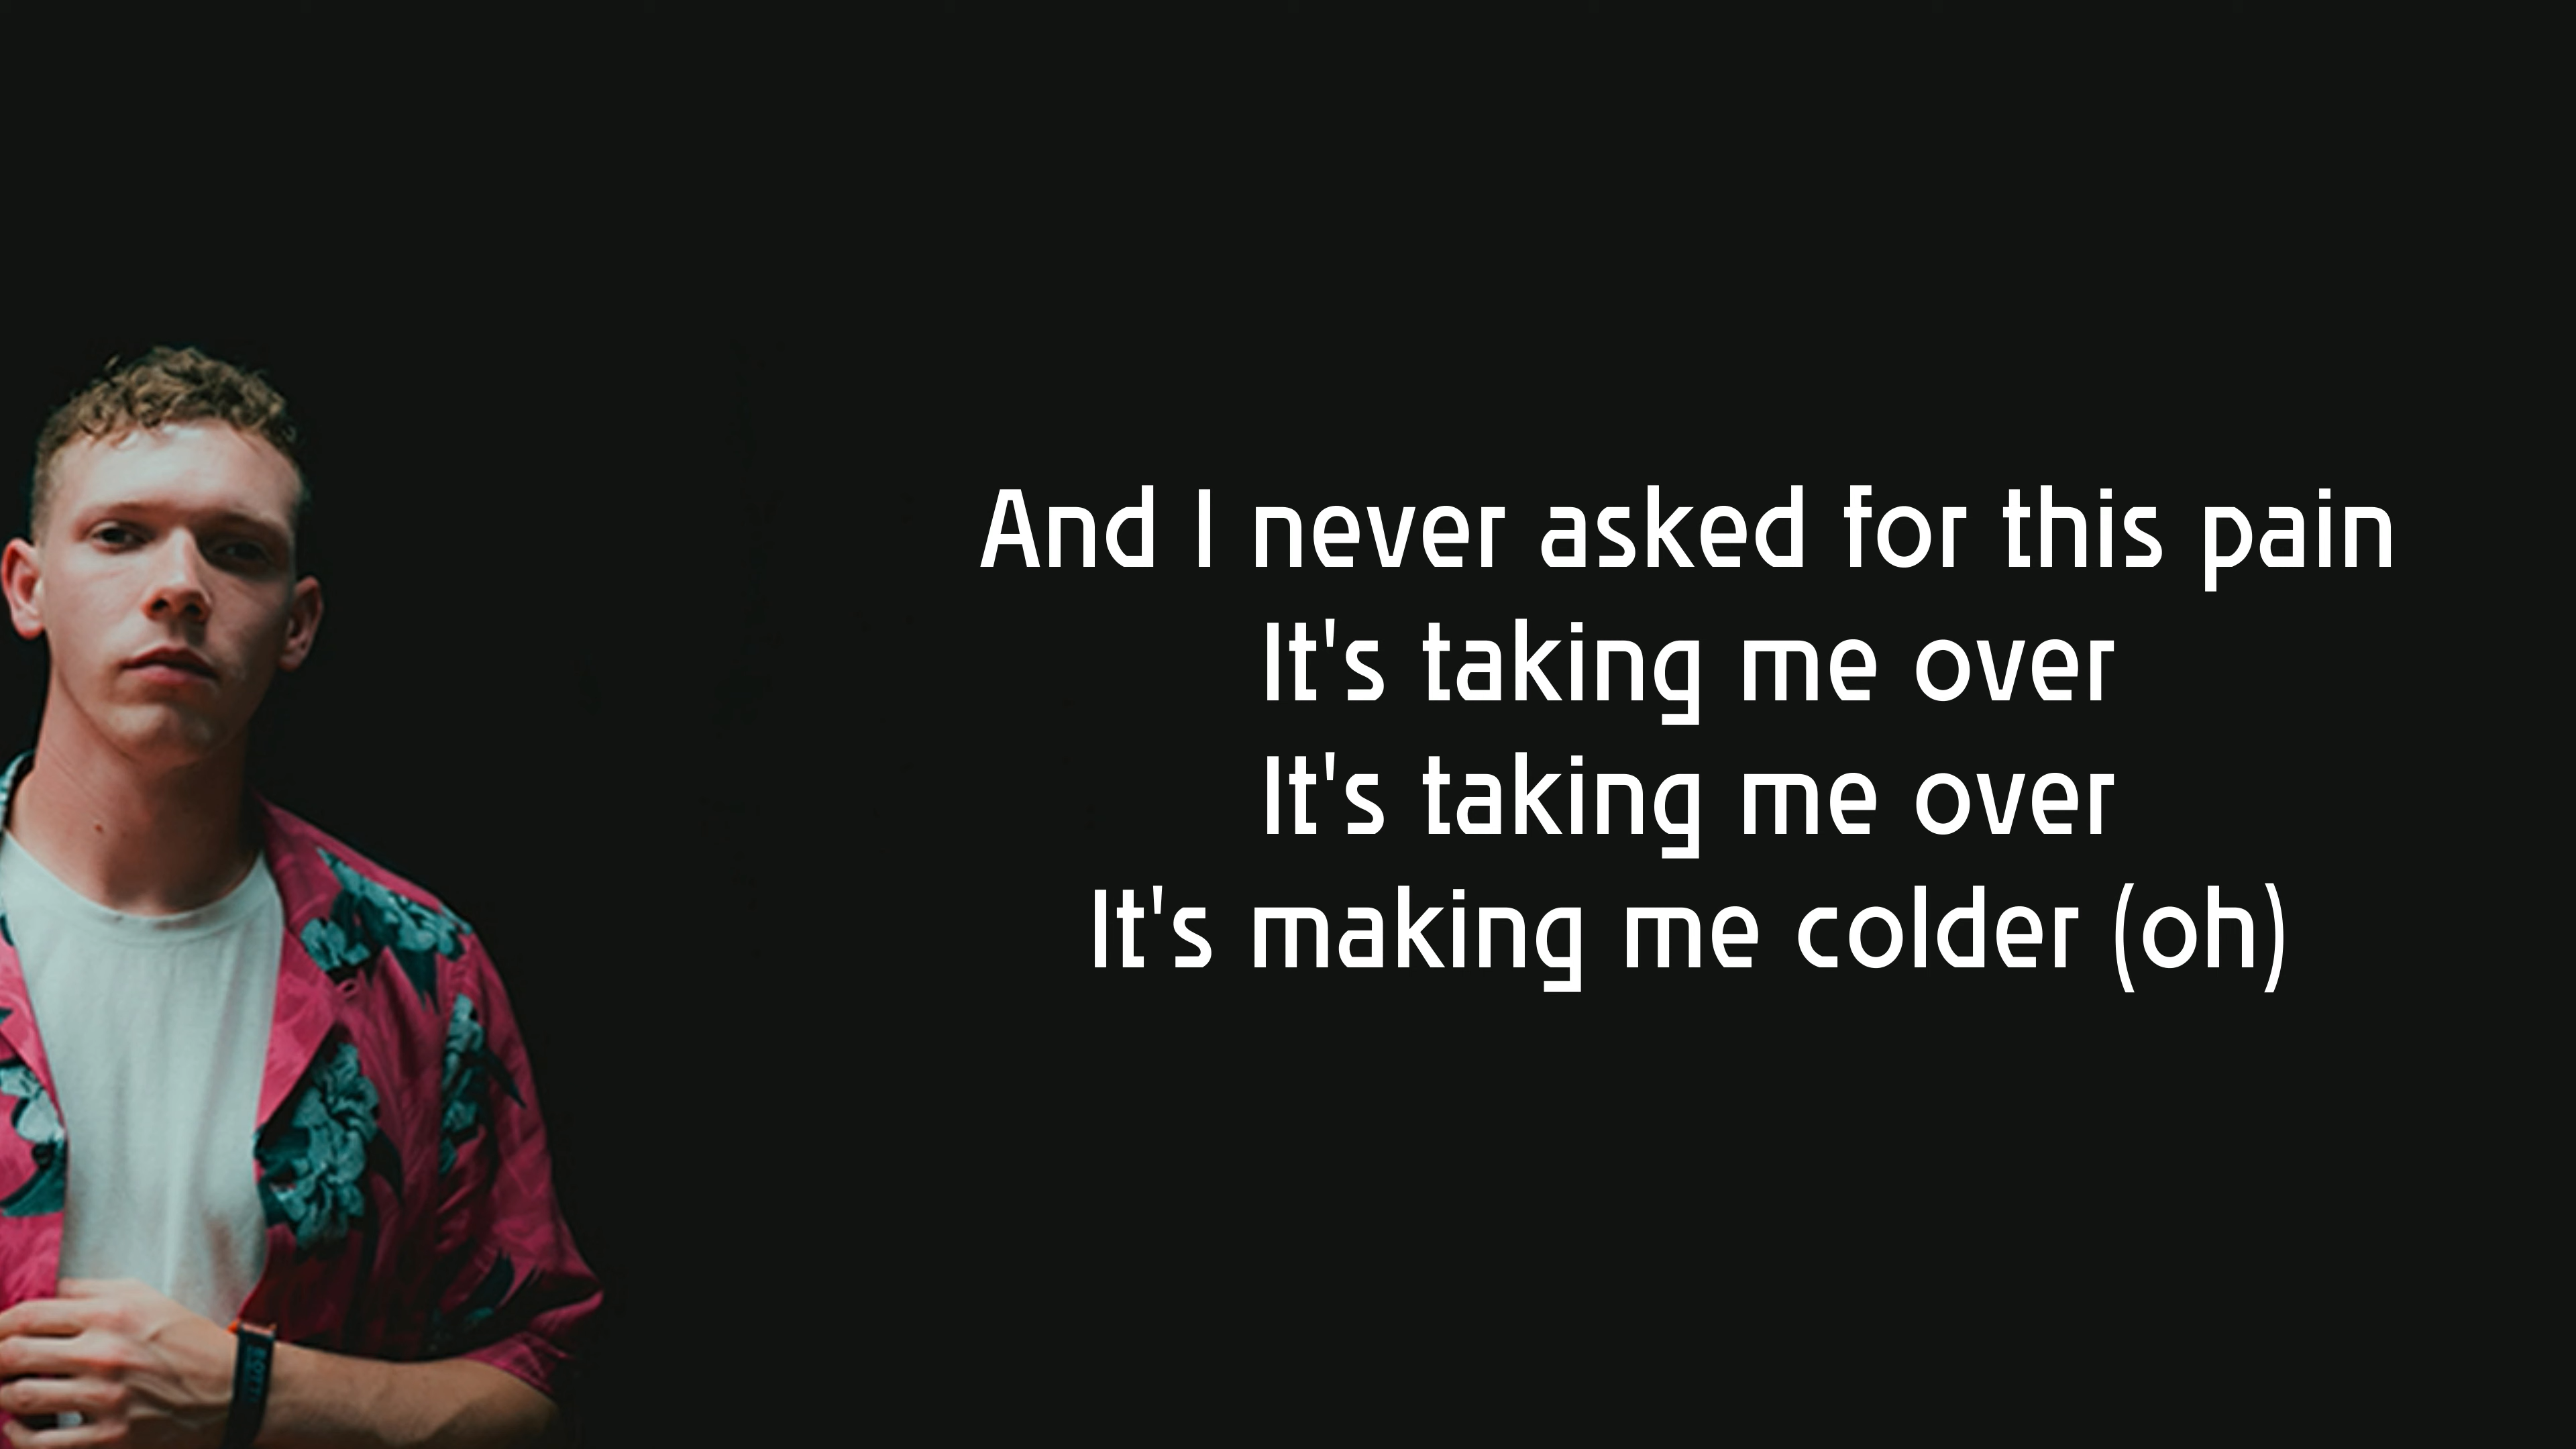 And I never asked for this pain
It's taking me over
It's taking me over
It's making me colder (oh)